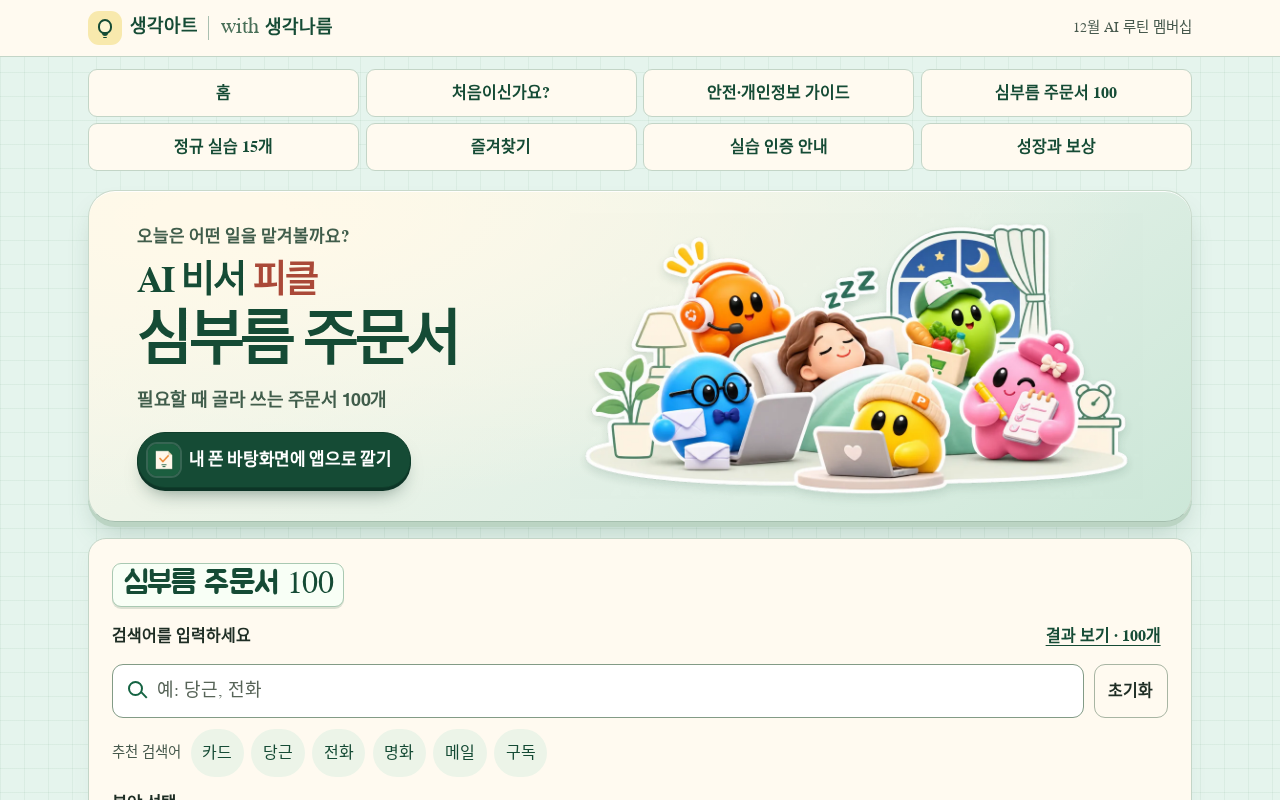 생각아트 with 생각나름
12월 AI 루틴 멤버십
홈
처음이신가요?
안전·개인정보 가이드
심부름 주문서 100
정규 실습 15개
즐겨찾기
실습 인증 안내
성장과 보상
오늘은 어떤 일을 맡겨볼까요?
AI 비서 피클
심부름 주문서
필요할 때 골라 쓰는 주문서 100개
내 폰 바탕화면에 앱으로 깔기
z z z
P
심부름 주문서 100
검색어를 입력하세요
결과 보기 · 100개
예: 당근, 전화
초기화
추천 검색어 카드 당근 전화 명화 메일 구독